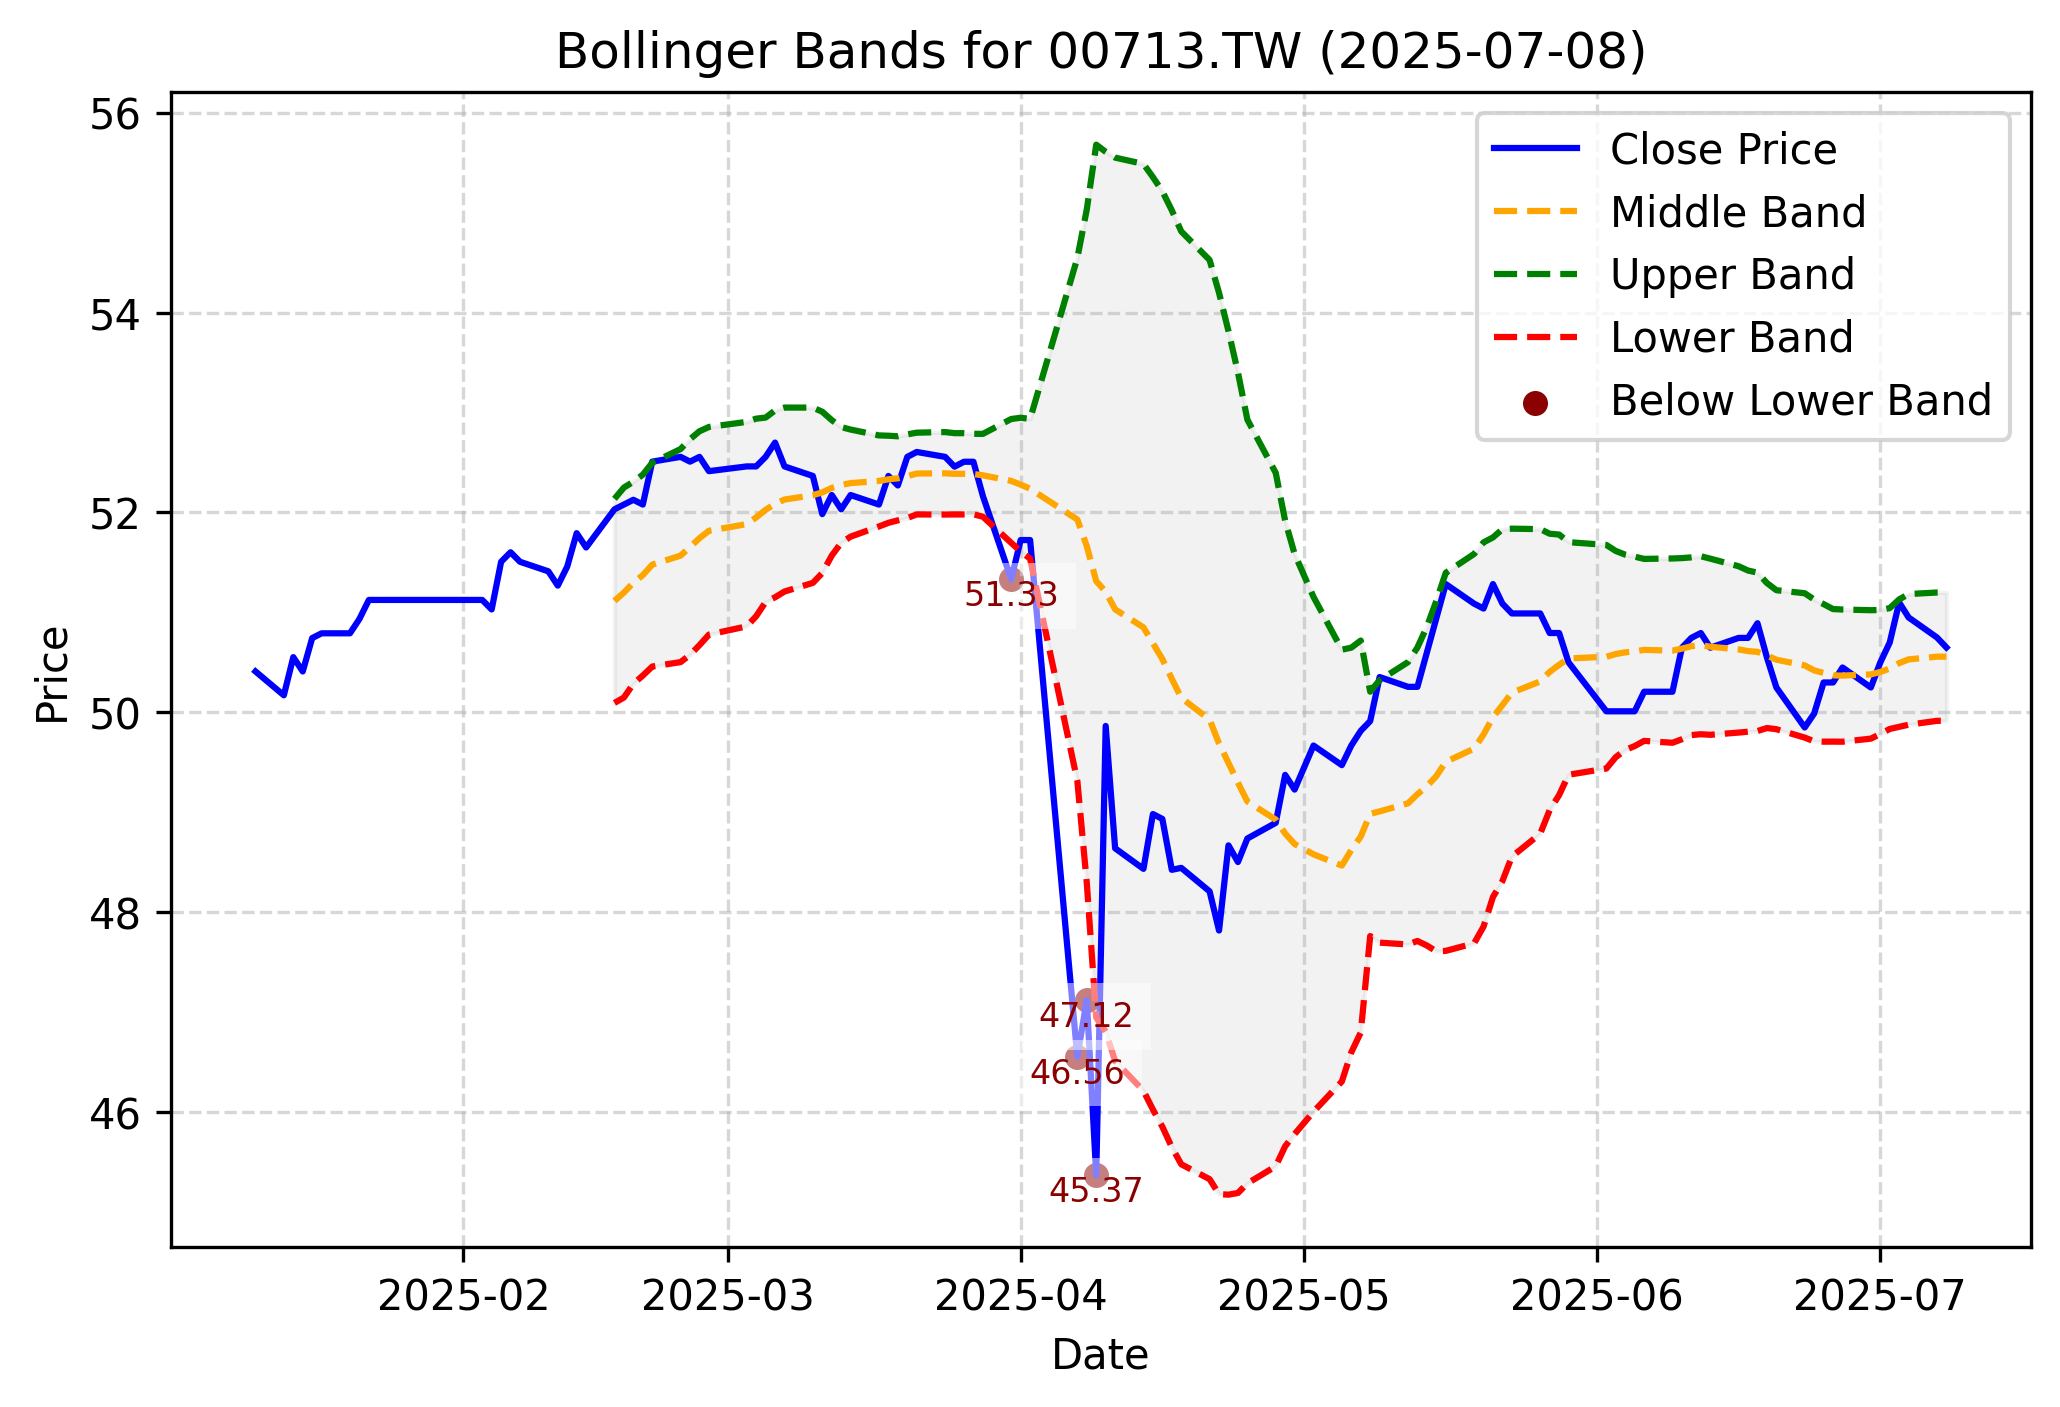 Bollinger Bands for 00713.TW (2025-07-08)
Close Price
Middle Band
Upper Band
Lower Band
Below Lower Band
56
54
52
50
48
46
Price
51.33
47.12
46.56
45.37
2025-02
2025-03
2025-04
2025-05
2025-06
2025-07
Date